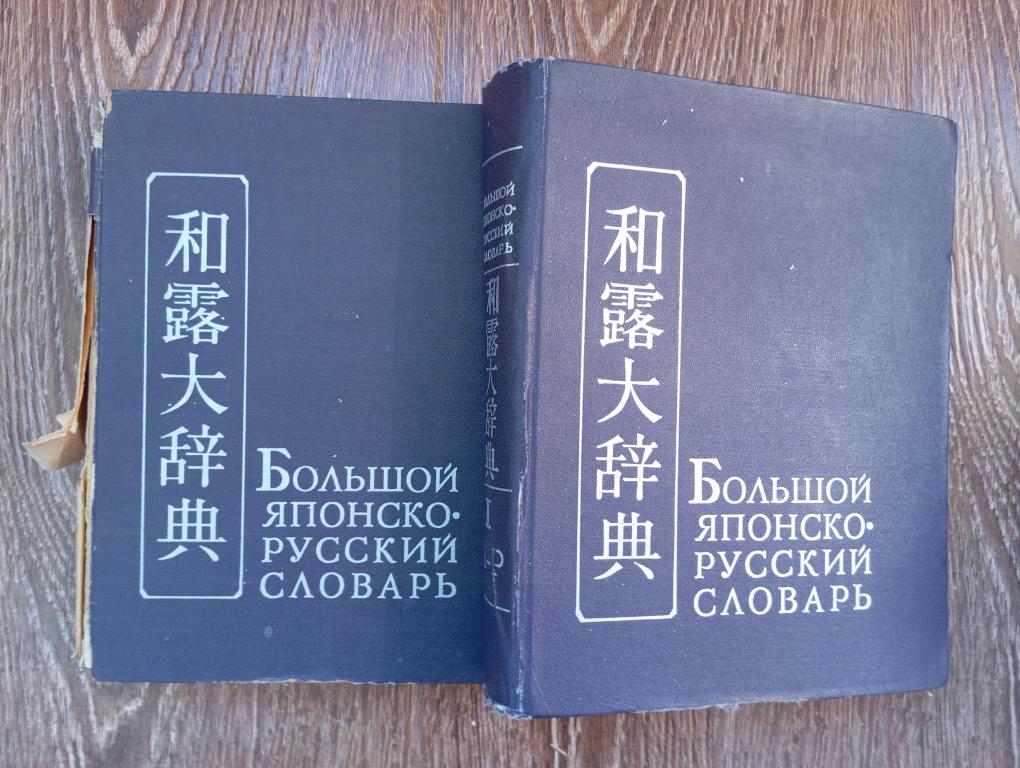 和露大辞典
Большой
японско-
русский
словарь
Большой
японско-
русский
словарь
和露大辞典
I
和露大辞典
Большой
японско-
русский
словарь